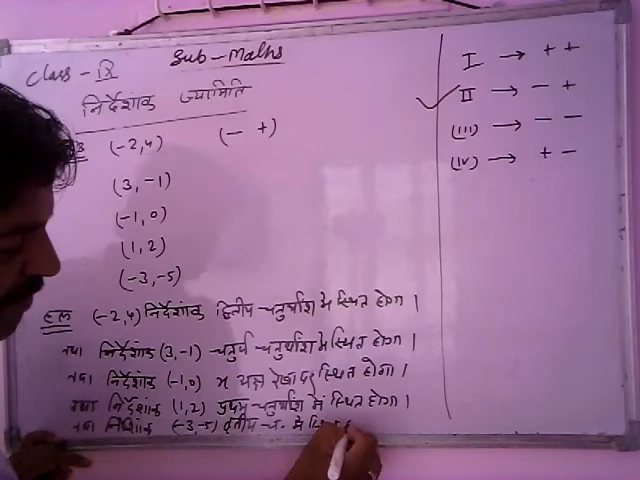 Class - IX Sub - Maths
निर्देशांक ज्यामिति
3 (-2,4) (- +)
(3, -1)
(-1, 0)
(1, 2)
(-3, -5)
हल (-2,4) निर्देशांक द्वितीय चतुर्थांश मे स्थित होगा ।
तथा निर्देशांक (3, -1) चतुर्थ चतुर्थांश मे स्थित होगा ।
तथा निर्देशांक (-1,0) x अक्ष रेखा पर स्थित होगा ।
तथा निर्देशांक (1,2) प्रथम चतुर्थांश मे स्थित होगा ।
तथा निर्देशांक (-3,-5) तृतीय च. मे
I → + +
II → - +
(III) → - -
(IV) → + -